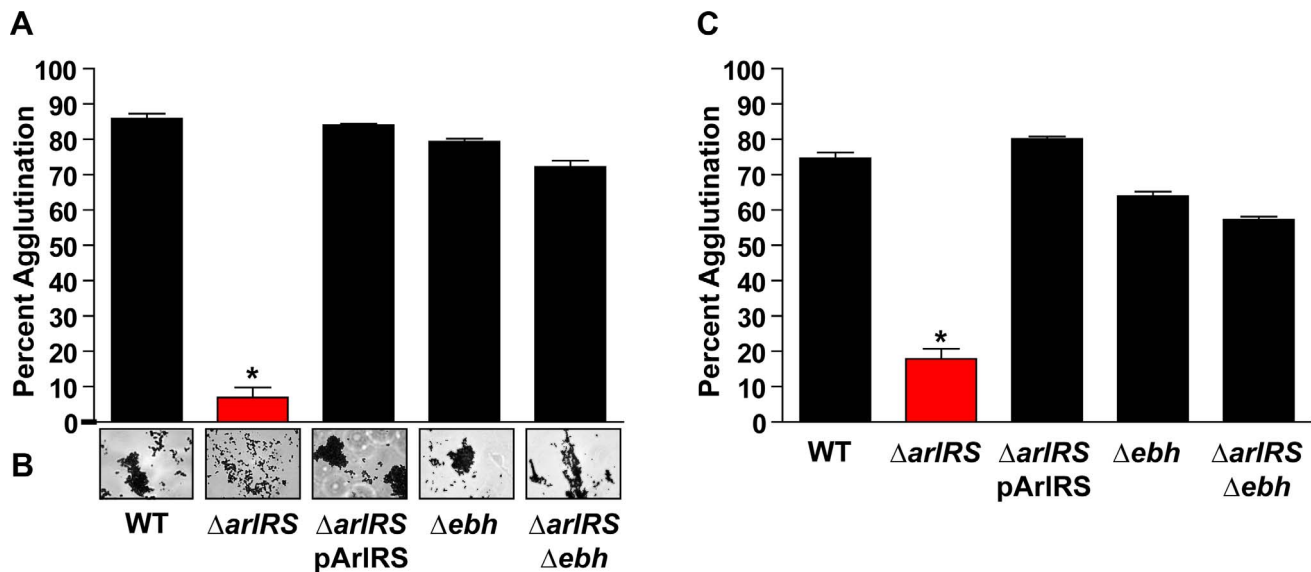 A
Percent Agglutination
100
90
80
70
60
50
40
30
20
10
0
*
B
WT
ΔarlRS
ΔarlRS
pArlRS
Δebh
ΔarlRS
Δebh
C
Percent Agglutination
100
90
80
70
60
50
40
30
20
10
0
*
WT
ΔarlRS
ΔarlRS
pArlRS
Δebh
ΔarlRS
Δebh